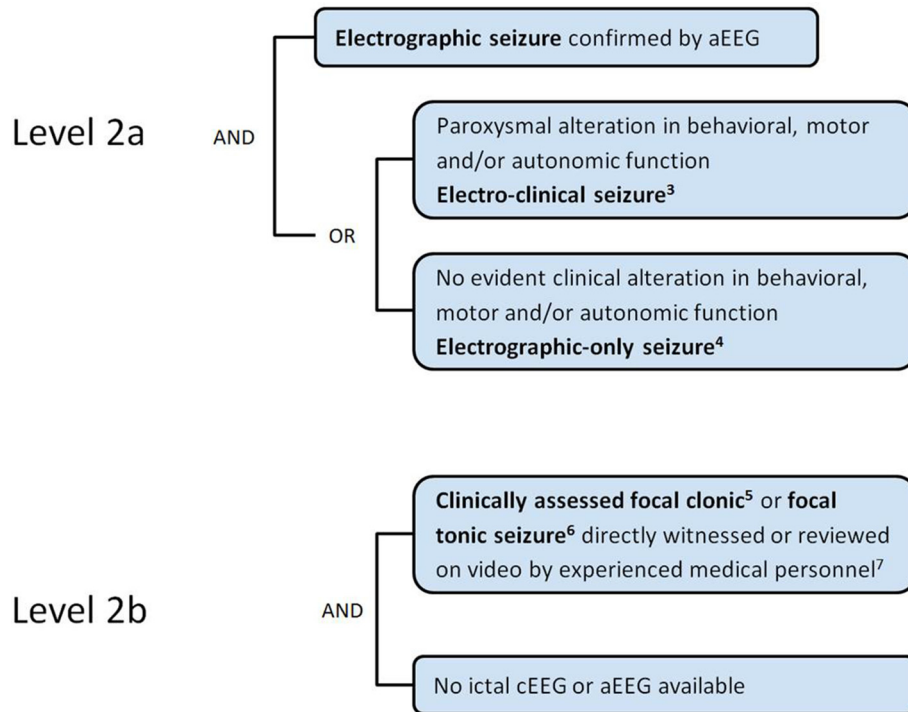 Electrographic seizure confirmed by aEEG
Level 2a
AND
Paroxysmal alteration in behavioral, motor
and/or autonomic function
Electro-clinical seizure³
OR
No evident clinical alteration in behavioral,
motor and/or autonomic function
Electrographic-only seizure⁴
Level 2b
AND
Clinically assessed focal clonic⁵ or focal
tonic seizure⁶ directly witnessed or reviewed
on video by experienced medical personnel⁷
No ictal cEEG or aEEG available